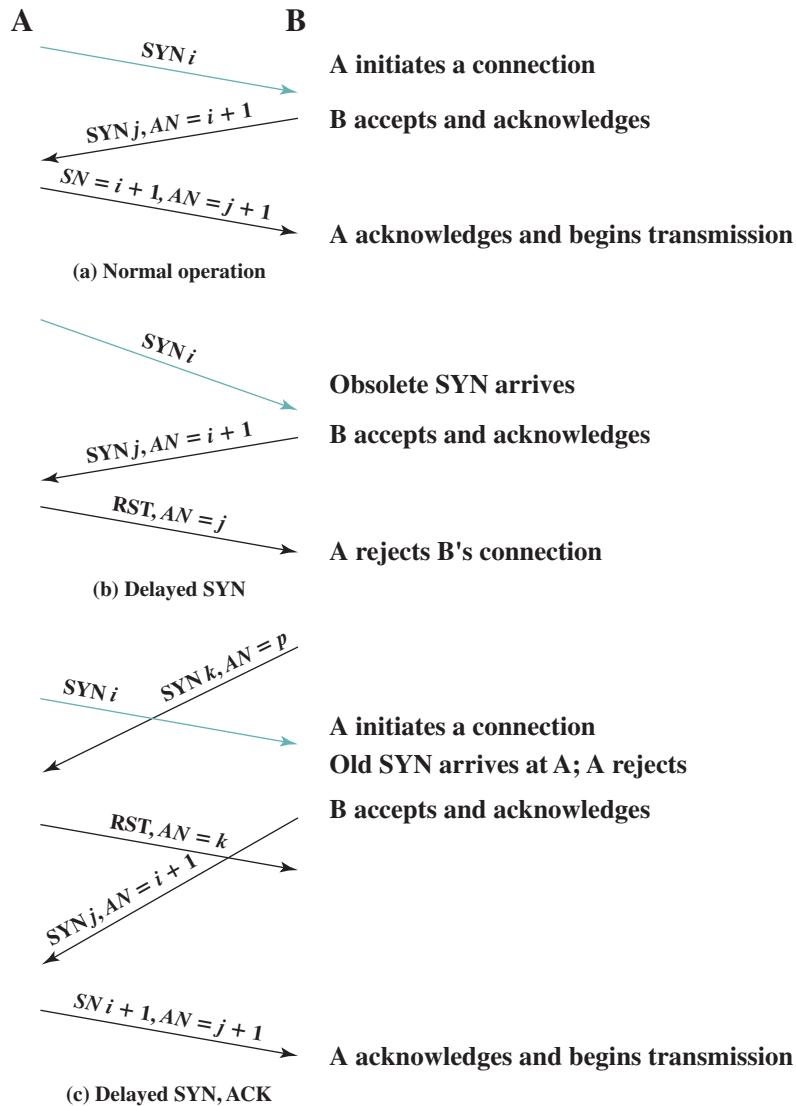 A
B
SYN i
A initiates a connection
SYN j, AN = i + 1
B accepts and acknowledges
SN = i + 1, AN = j + 1
A acknowledges and begins transmission
(a) Normal operation
SYN i
Obsolete SYN arrives
SYN j, AN = i + 1
B accepts and acknowledges
RST, AN = j
A rejects B's connection
(b) Delayed SYN
SYN k, AN = p
SYN i
A initiates a connection
Old SYN arrives at A; A rejects
B accepts and acknowledges
RST, AN = k
SYN j, AN = i + 1
SN i + 1, AN = j + 1
A acknowledges and begins transmission
(c) Delayed SYN, ACK